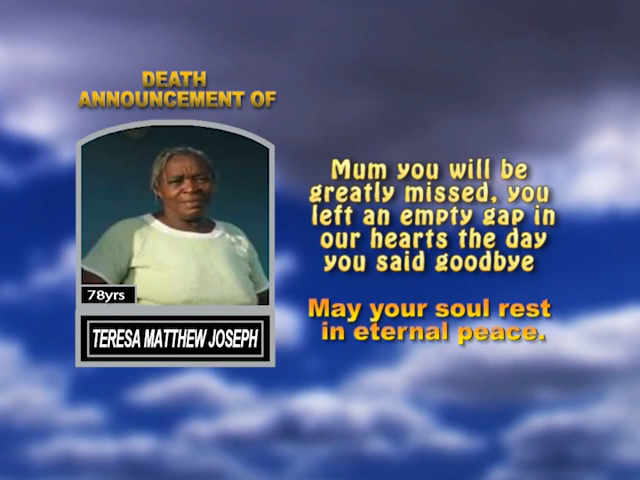 DEATH
ANNOUNCEMENT OF
78yrs
TERESA MATTHEW JOSEPH
Mum you will be
greatly missed, you
left an empty gap in
our hearts the day
you said goodbye
May your soul rest
in eternal peace.